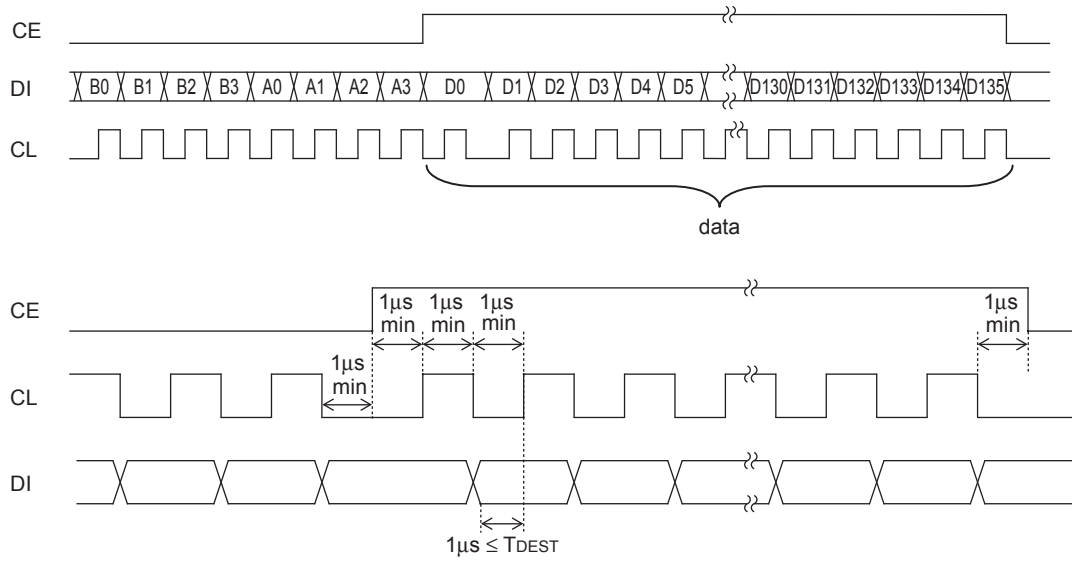 CE
DI B0 B1 B2 B3 A0 A1 A2 A3 D0 D1 D2 D3 D4 D5 D130 D131 D132 D133 D134 D135
CL
data
CE
1μs min 1μs min 1μs min 1μs min
1μs min
CL
DI
1μs ≤ TDEST